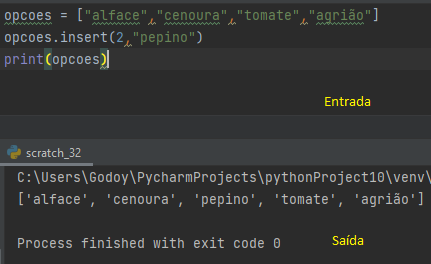 opcoes = ["alface","cenoura","tomate","agrião"]
opcoes.insert(2,"pepino")
print(opcoes)
Entrada
scratch_32
C:\Users\Godoy\PycharmProjects\pythonProject10\venv\
['alface', 'cenoura', 'pepino', 'tomate', 'agrião']
Process finished with exit code 0
Saída